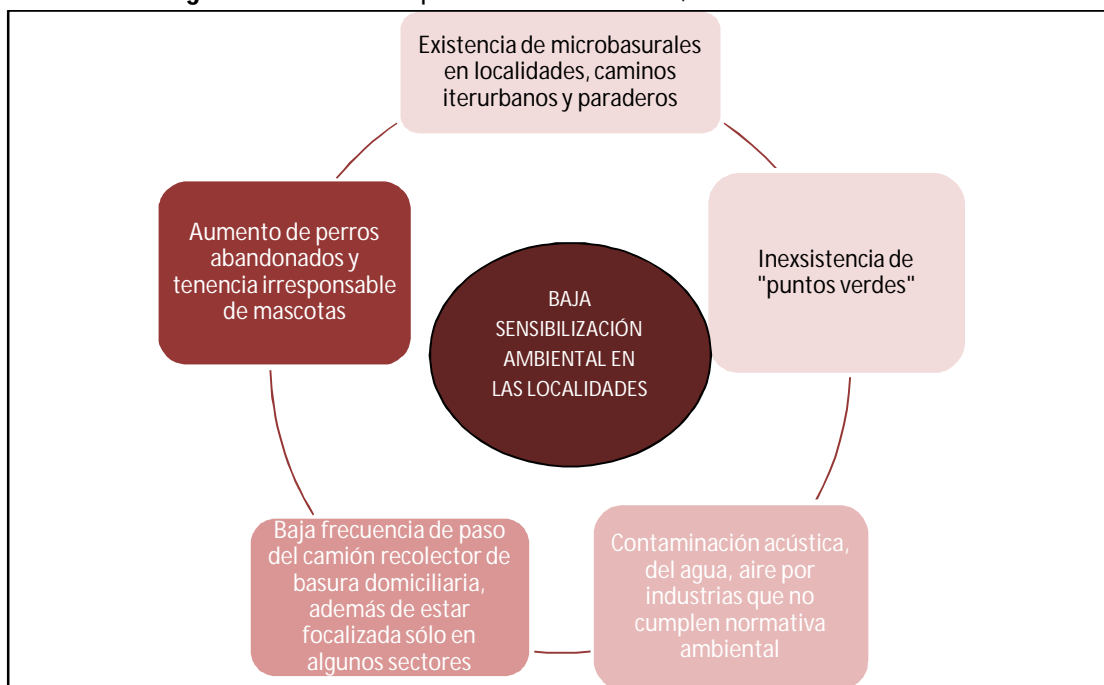 Existencia de microbasurales
en localidades, caminos
iterurbanos y paraderos
Aumento de perros
abandonados y
tenencia irresponsable
de mascotas
Inexsistencia de
"puntos verdes"
BAJA
SENSIBILIZACIÓN
AMBIENTAL EN
LAS LOCALIDADES
Baja frecuencia de paso
del camión recolector de
basura domiciliaria,
además de estar
focalizada sólo en
algunos sectores
Contaminación acústica,
del agua, aire por
industrias que no
cumplen normativa
ambiental